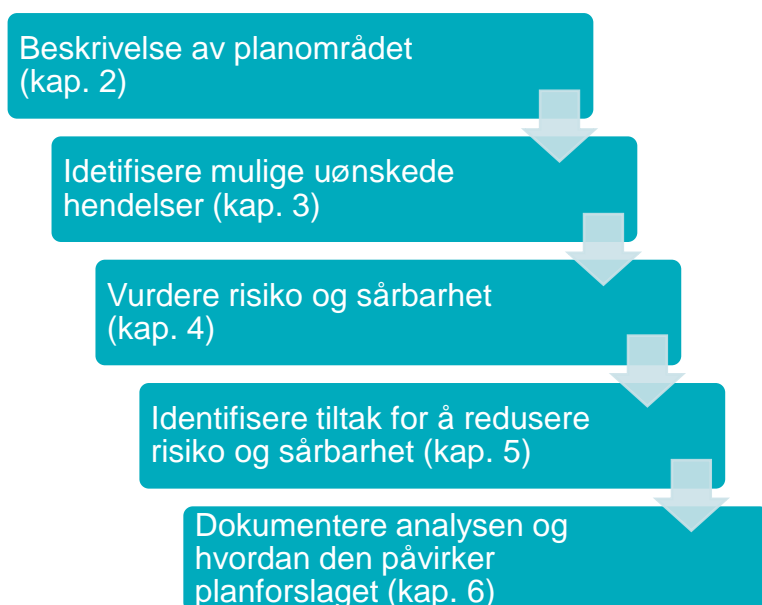 Beskrivelse av planområdet
(kap. 2)
Idetifisere mulige uønskede
hendelser (kap. 3)
Vurdere risiko og sårbarhet
(kap. 4)
Identifisere tiltak for å redusere
risiko og sårbarhet (kap. 5)
Dokumentere analysen og
hvordan den påvirker
planforslaget (kap. 6)